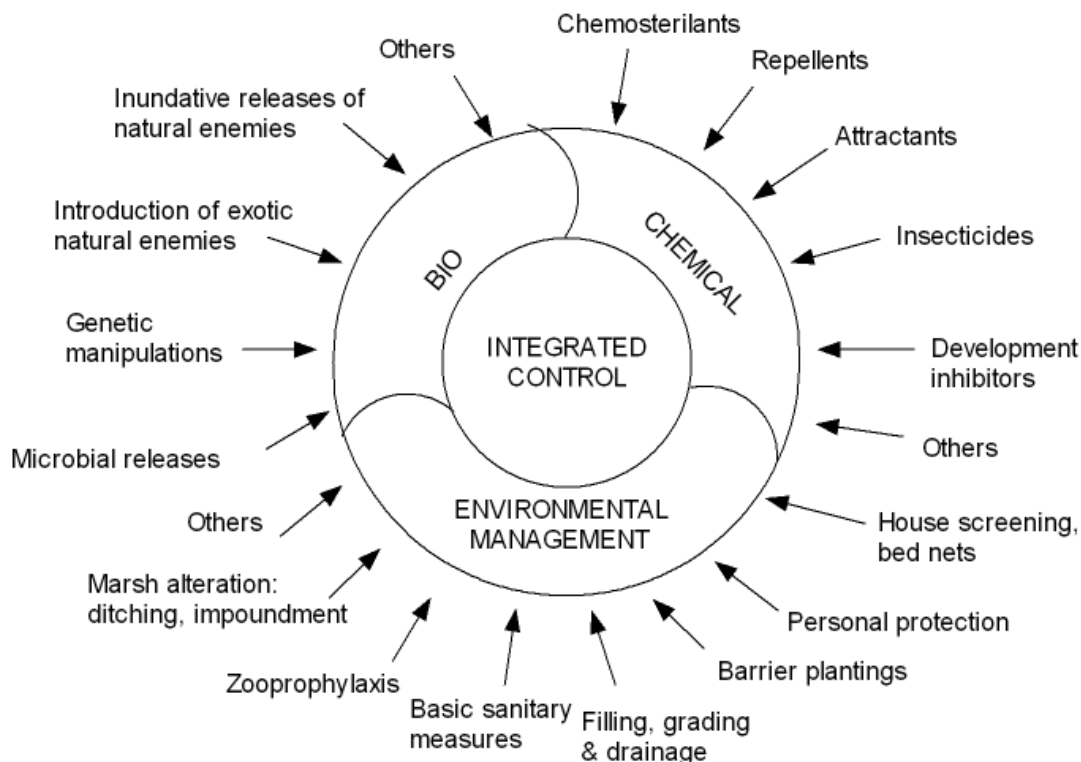 Chemosterilants
Others
Repellents
Inundative releases of
natural enemies
Attractants
Introduction of exotic
natural enemies
Insecticides
BIO
CHEMICAL
Genetic
manipulations
INTEGRATED
CONTROL
Development
inhibitors
Microbial releases
Others
Others
ENVIRONMENTAL
MANAGEMENT
House screening,
bed nets
Marsh alteration:
ditching, impoundment
Personal protection
Zooprophylaxis
Barrier plantings
Basic sanitary
measures
Filling, grading
& drainage